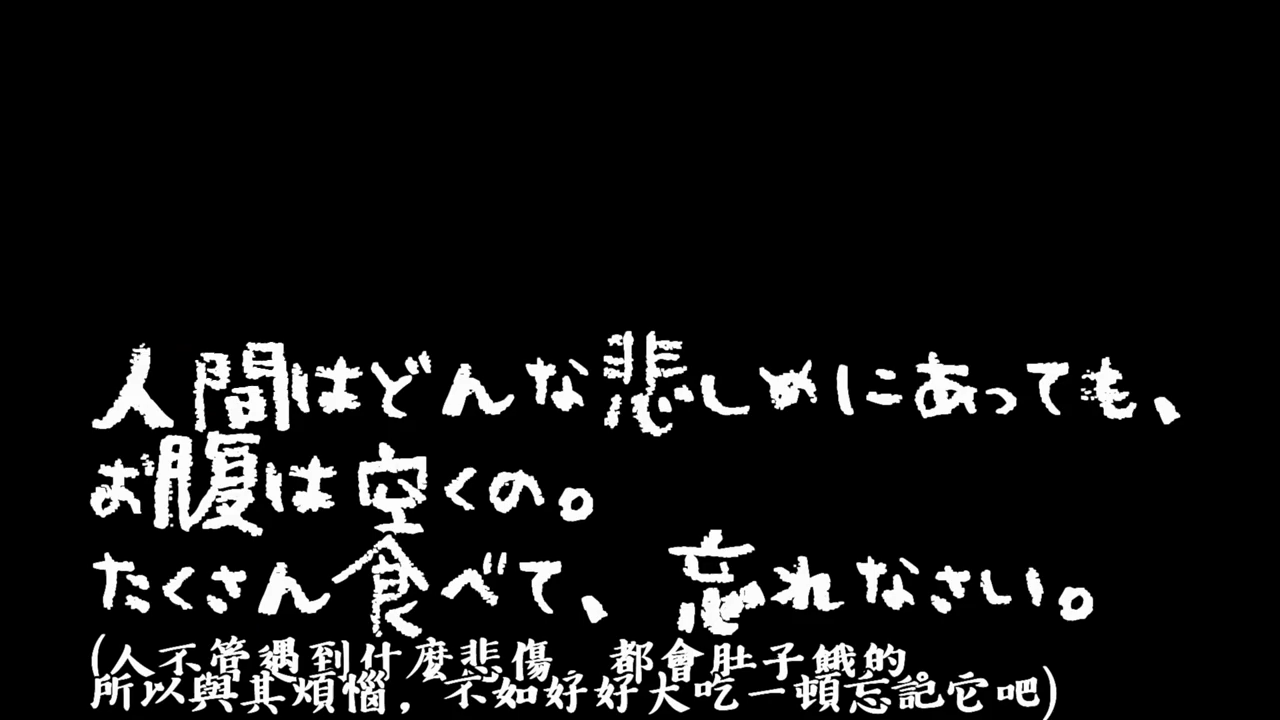 人間はどんな悲しめにあっても、
お腹は空くの。
たくさん食べて、忘れなさい。
(人不管遇到什麼悲傷 都會肚子餓的
所以與其煩惱，不如好好大吃一頓忘記它吧)